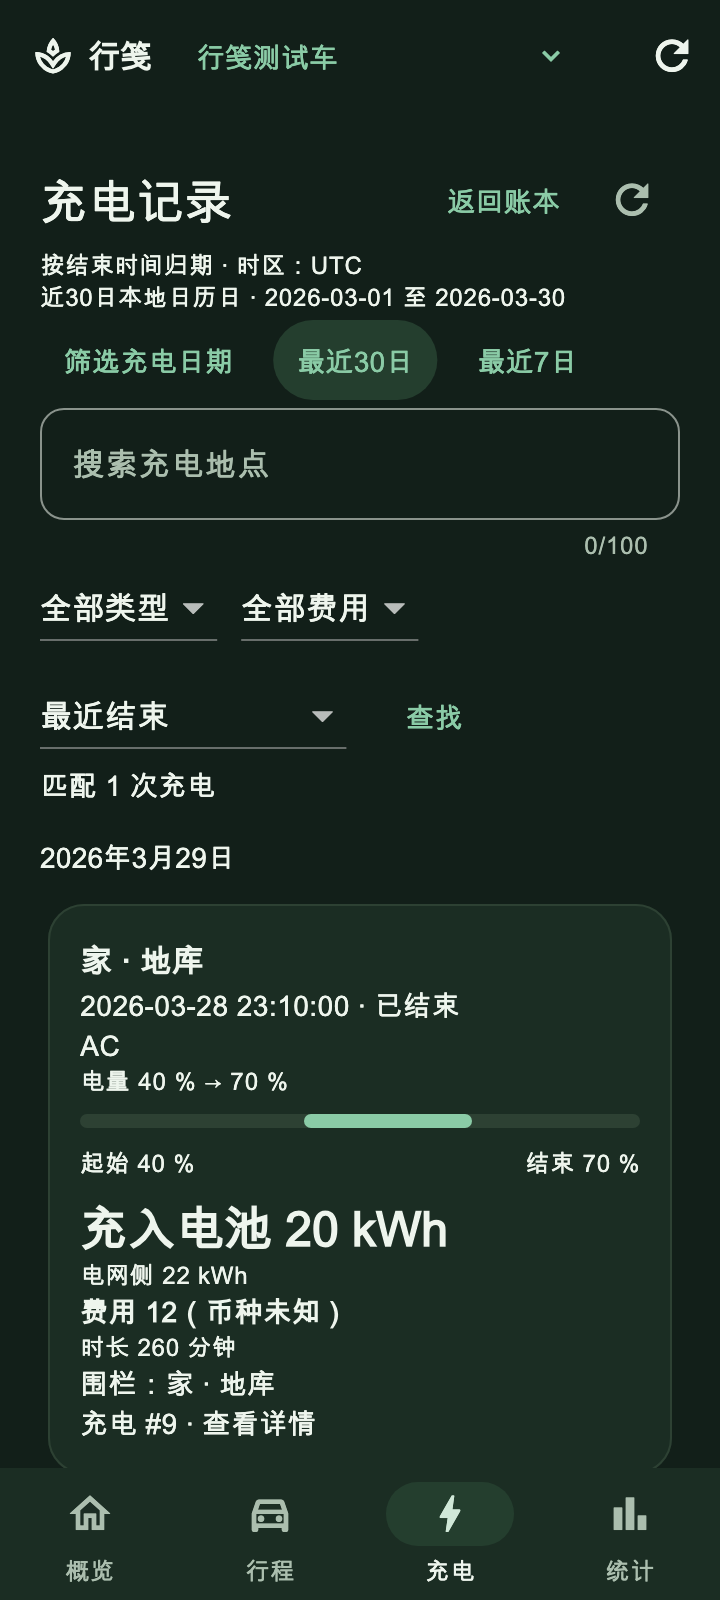 行笺
行笺测试车
充电记录
返回账本
按结束时间归期 · 时区：UTC
近30日本地日历日 · 2026-03-01 至 2026-03-30
筛选充电日期
最近30日
最近7日
搜索充电地点
0/100
全部类型
全部费用
最近结束
查找
匹配 1 次充电
2026年3月29日
家 · 地库
2026-03-28 23:10:00 · 已结束
AC
电量 40 % → 70 %
起始 40 %
结束 70 %
充入电池 20 kWh
电网侧 22 kWh
费用 12（币种未知）
时长 260 分钟
围栏：家 · 地库
充电 #9 · 查看详情
概览
行程
充电
统计